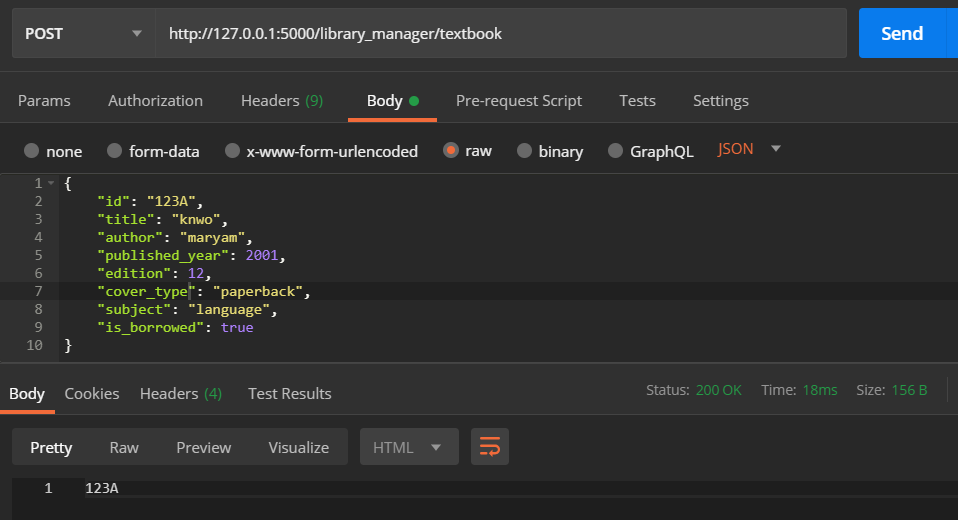 POST http://127.0.0.1:5000/library_manager/textbook Send
Params Authorization Headers (9) Body Pre-request Script Tests Settings
none form-data x-www-form-urlencoded raw binary GraphQL JSON
1 {
2 "id": "123A",
3 "title": "knwo",
4 "author": "maryam",
5 "published_year": 2001,
6 "edition": 12,
7 "cover_type": "paperback",
8 "subject": "language",
9 "is_borrowed": true
10 }
Body Cookies Headers (4) Test Results Status: 200 OK Time: 18ms Size: 156 B
Pretty Raw Preview Visualize HTML
1 123A